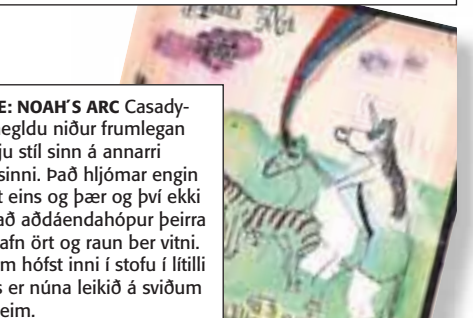 E: NOAH´S ARC Casady-
negldu niður frumlegan
ju stíl sinn á annarri
sinni. Það hljómar engin
t eins og þær og því ekki
að aðdáendahópur þeirra
afn ört og raun ber vitni.
m hófst inni í stofu í lítilli
s er núna leikið á sviðum
eim.